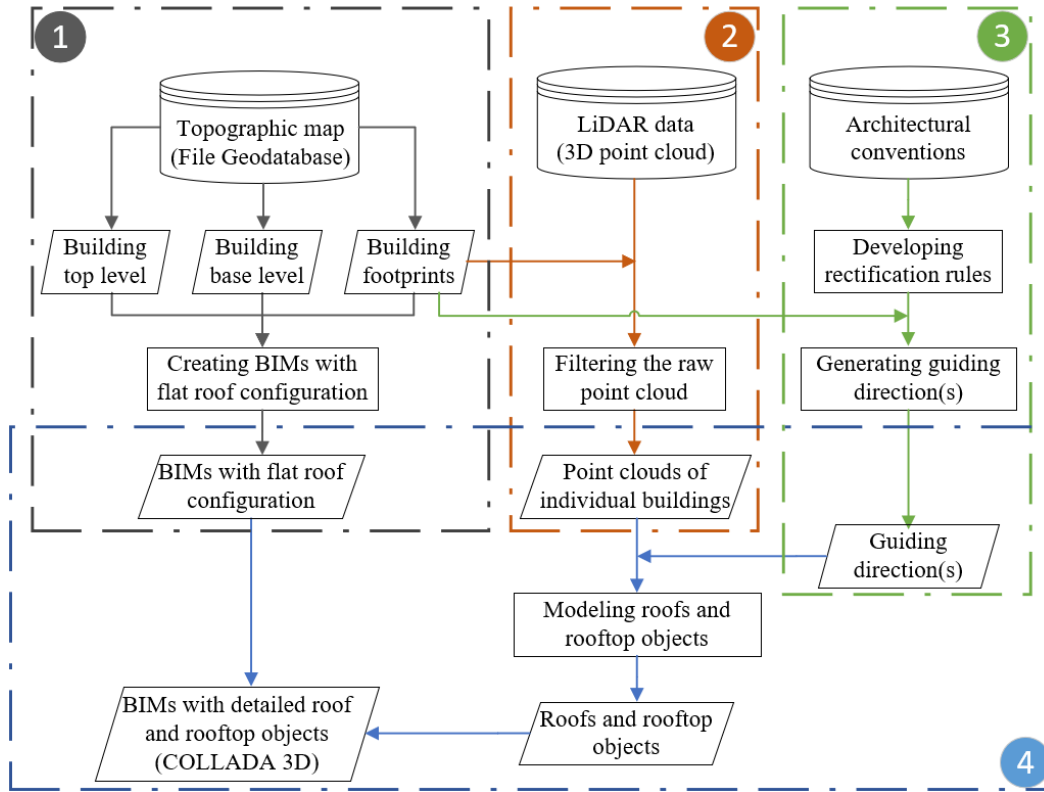 1
2
3
Topographic map
(File Geodatabase)
LiDAR data
(3D point cloud)
Architectural
conventions
Building
top level
Building
base level
Building
footprints
Developing
rectification rules
Creating BIMs with
flat roof configuration
Filtering the raw
point cloud
Generating guiding
direction(s)
BIMs with flat roof
configuration
Point clouds of
individual buildings
Guiding
direction(s)
Modeling roofs and
rooftop objects
BIMs with detailed roof
and rooftop objects
(COLLADA 3D)
Roofs and rooftop
objects
4